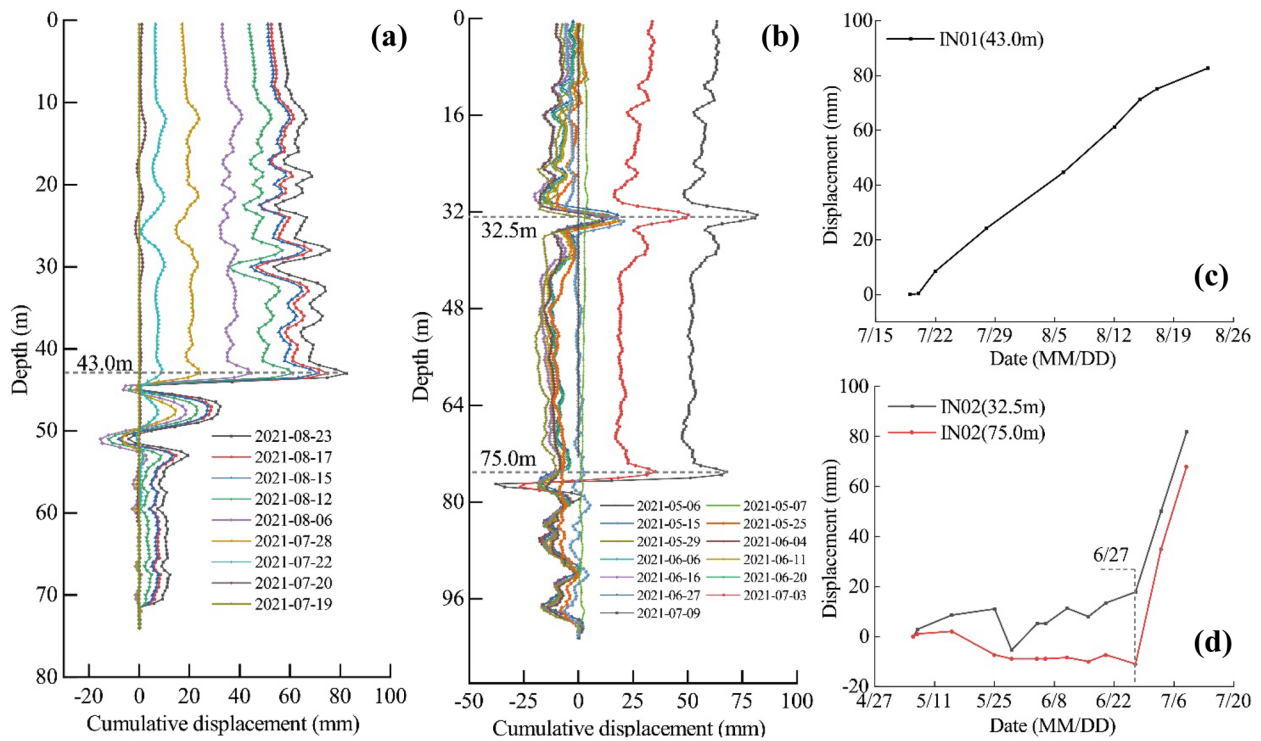 (a)
0
10
20
30
40
50
60
70
80
Depth (m)
43.0m
2021-08-23
2021-08-17
2021-08-15
2021-08-12
2021-08-06
2021-07-28
2021-07-22
2021-07-20
2021-07-19
-20 0 20 40 60 80 100
Cumulative displacement (mm)
(b)
0
16
32
48
64
80
96
Depth (m)
32.5m
75.0m
2021-05-06 2021-05-07
2021-05-15 2021-05-25
2021-05-29 2021-06-04
2021-06-06 2021-06-11
2021-06-16 2021-06-20
2021-06-27 2021-07-03
2021-07-09
-50 -25 0 25 50 75 100
Cumulative displacement (mm)
100
80
60
40
20
0
Displacement (mm)
IN01(43.0m)
(c)
7/15 7/22 7/29 8/5 8/12 8/19 8/26
Date (MM/DD)
100
80
60
40
20
0
-20
Displacement (mm)
IN02(32.5m)
IN02(75.0m)
6/27
(d)
4/27 5/11 5/25 6/8 6/22 7/6 7/20
Date (MM/DD)